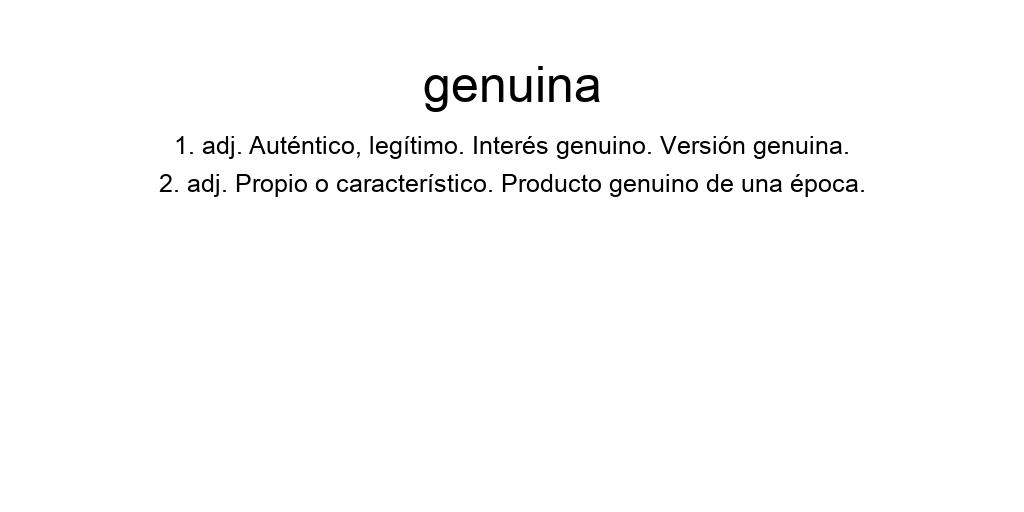 genuina
1. adj. Auténtico, legítimo. Interés genuino. Versión genuina.
2. adj. Propio o característico. Producto genuino de una época.